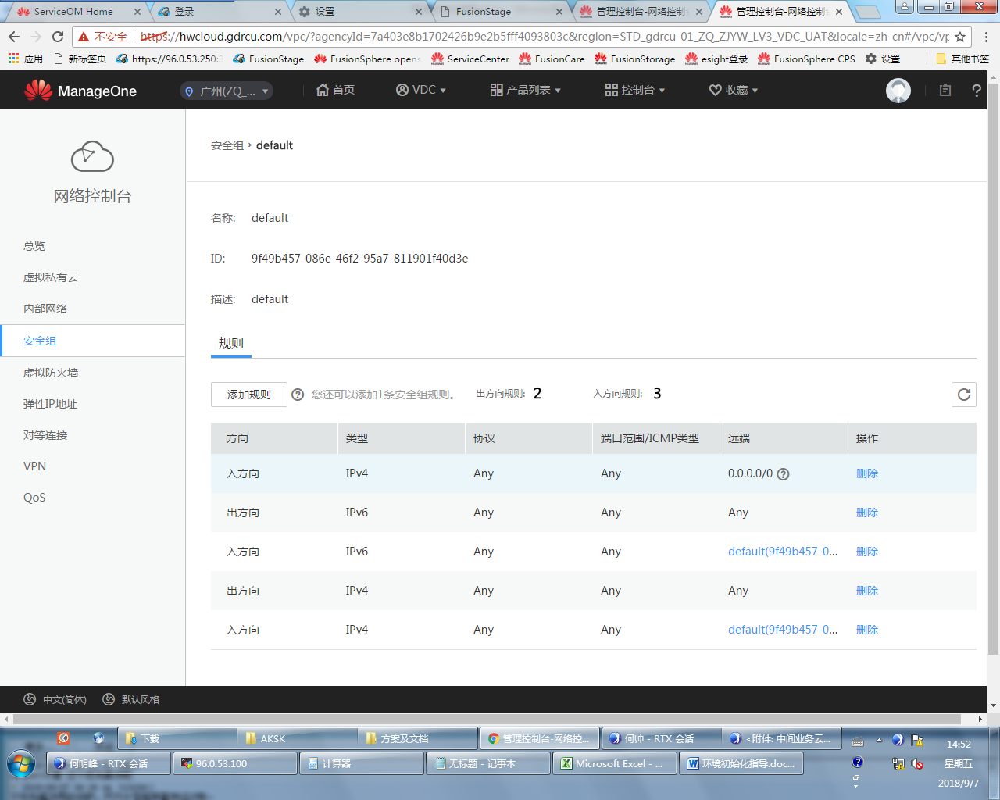 ServiceOM Home
登录
设置
FusionStage
管理控制台-网络控制
管理控制台-网络控制
不安全
https://hwcloud.gdrcu.com/vpc/?agencyId=7a403e8b1702426b9e2b5fff4093803c&region=STD_gdrcu-01_ZQ_ZJYW_LV3_VDC_UAT&locale=zh-cn#/vpc/vp
应用
新标签页
https://96.0.53.250:3
FusionStage
FusionSphere opens
ServiceCenter
FusionCare
FusionStorage
esight登录
FusionSphere CPS
设置
其他书签
ManageOne
广州(ZQ_...
首页
VDC
产品列表
控制台
收藏
网络控制台
总览
虚拟私有云
内部网络
安全组
虚拟防火墙
弹性IP地址
对等连接
VPN
QoS
安全组 › default
名称: default
ID: 9f49b457-086e-46f2-95a7-811901f40d3e
描述: default
规则
添加规则 您还可以添加1条安全组规则。 出方向规则: 2 入方向规则: 3
方向 类型 协议 端口范围/ICMP类型 远端 操作
入方向 IPv4 Any Any 0.0.0.0/0 删除
出方向 IPv6 Any Any Any 删除
入方向 IPv6 Any Any default(9f49b457-0... 删除
出方向 IPv4 Any Any Any 删除
入方向 IPv4 Any Any default(9f49b457-0... 删除
中文(简体) 默认风格
下载
AKSK
方案及文档
管理控制台-网络控...
何帅 - RTX 会话
<附件: 中间业务云...
何明峰 - RTX 会话
96.0.53.100
计算器
无标题 - 记事本
Microsoft Excel - ...
环境初始化指导.doc...
14:52
星期五
2018/9/7